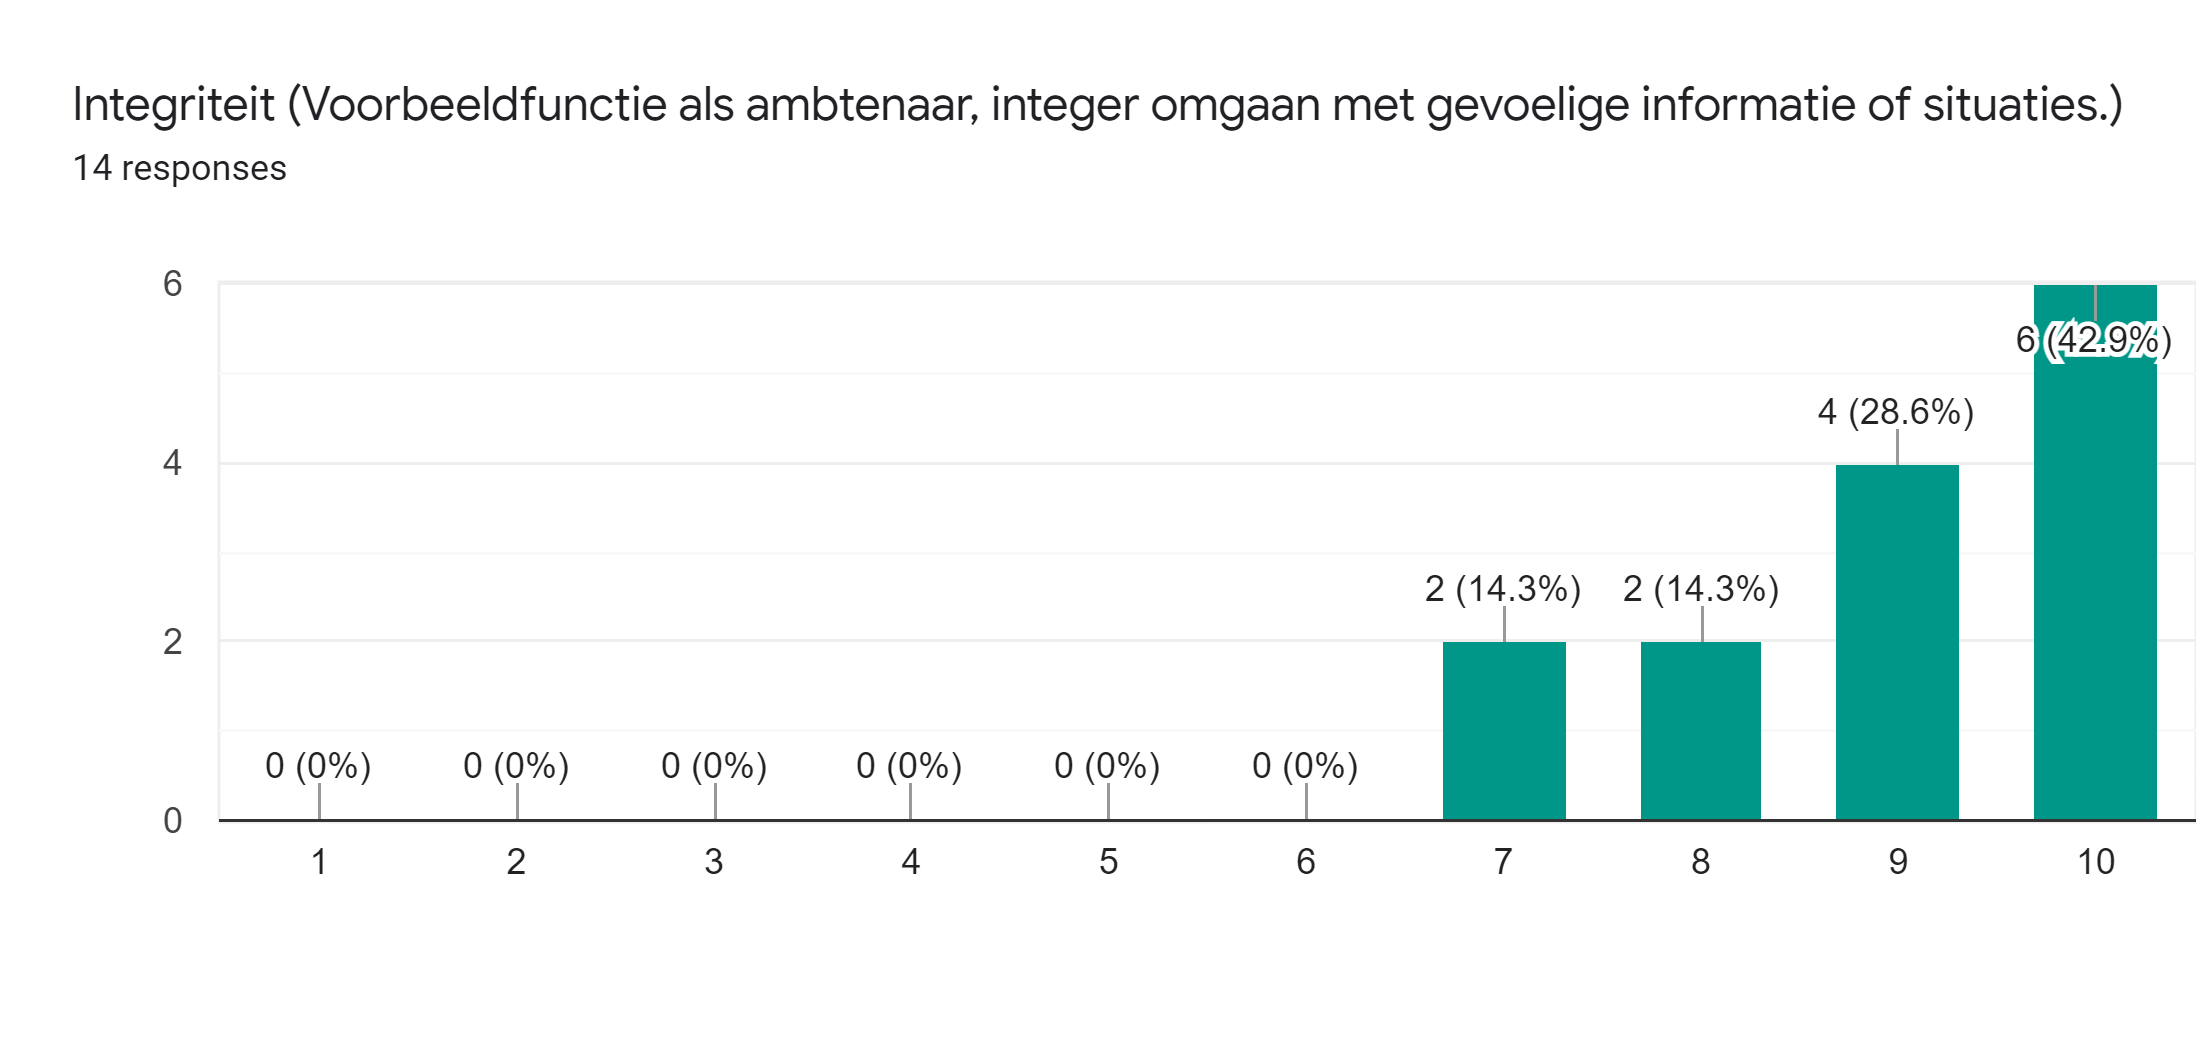 Integriteit (Voorbeeldfunctie als ambtenaar, integer omgaan met gevoelige informatie of situaties.)
14 responses
6
6 (42.9%)
4 (28.6%)
4
2 (14.3%) 2 (14.3%)
2
0 (0%) 0 (0%) 0 (0%) 0 (0%) 0 (0%) 0 (0%)
0
1 2 3 4 5 6 7 8 9 10